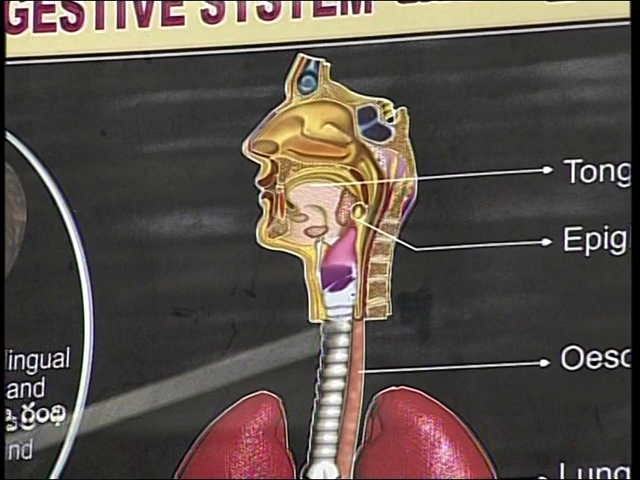 GESTIVE SYSTEM
Tong
Epig
Oeso
Lung
lingual
and
nd